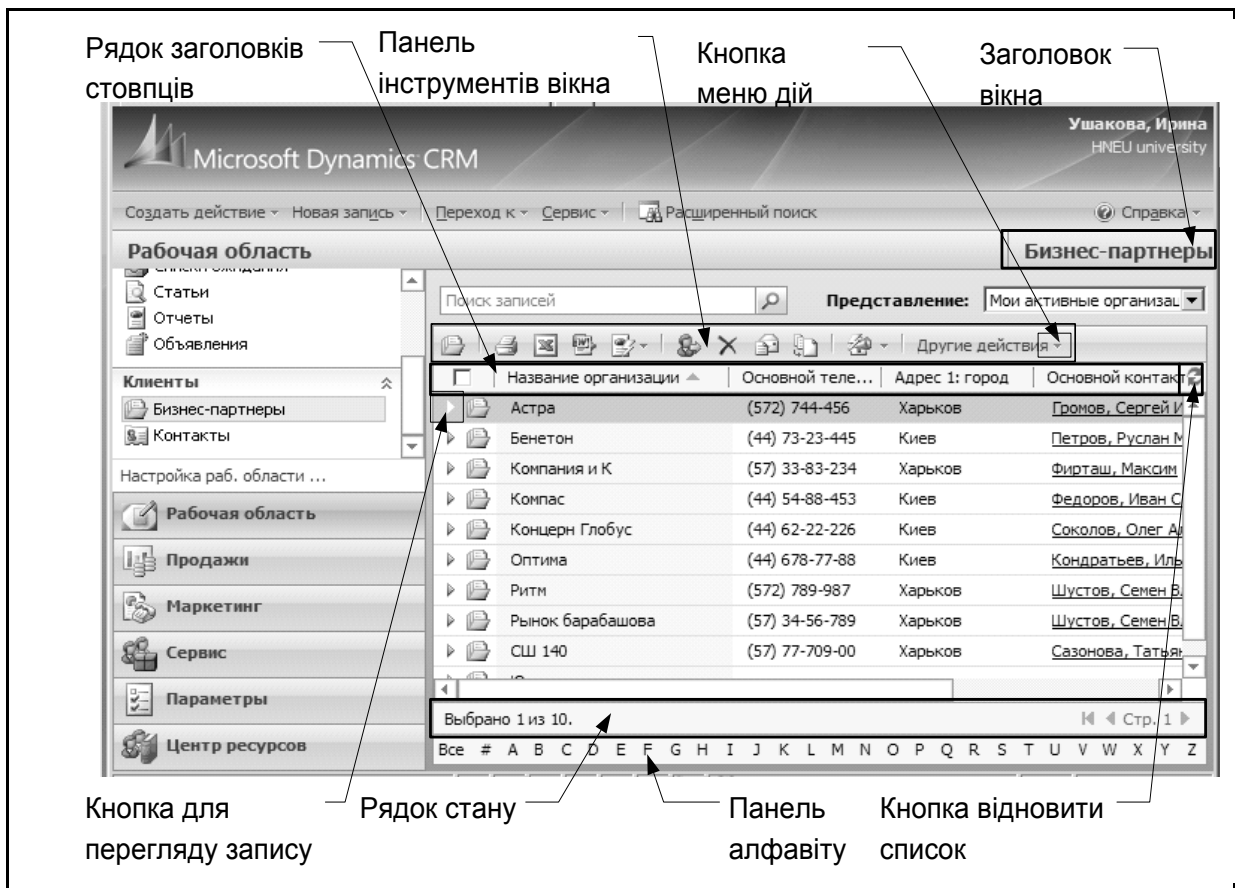 Рядок заголовків стовпців
Панель інструментів вікна
Кнопка меню дій
Заголовок вікна
Microsoft Dynamics CRM
Ушакова, Ирина
HNEU university
Создать действие Новая запись Переход к Сервис Расширенный поиск Справка
Рабочая область
Бизнес-партнеры
Статьи
Отчеты
Объявления
Клиенты
Бизнес-партнеры
Контакты
Настройка раб. области ...
Рабочая область
Продажи
Маркетинг
Сервис
Параметры
Центр ресурсов
Поиск записей Представление: Мои активные организац
Другие действия
Название организации Основной теле... Адрес 1: город Основной контакт
Астра (572) 744-456 Харьков Громов, Сергей И
Бенетон (44) 73-23-445 Киев Петров, Руслан М
Компания и К (57) 33-83-234 Харьков Фирташ, Максим
Компас (44) 54-88-453 Киев Федоров, Иван С
Концерн Глобус (44) 62-22-226 Киев Соколов, Олег Ал
Оптима (44) 678-77-88 Киев Кондратьев, Иль
Ритм (572) 789-987 Харьков Шустов, Семен В.
Рынок барабашова (57) 34-56-789 Харьков Шустов, Семен В.
СШ 140 (57) 77-709-00 Харьков Сазонова, Татьян
Выбрано 1 из 10. Стр. 1
Все # A B C D E F G H I J K L M N O P Q R S T U V W X Y Z
Кнопка для перегляду запису
Рядок стану
Панель алфавіту
Кнопка відновити список